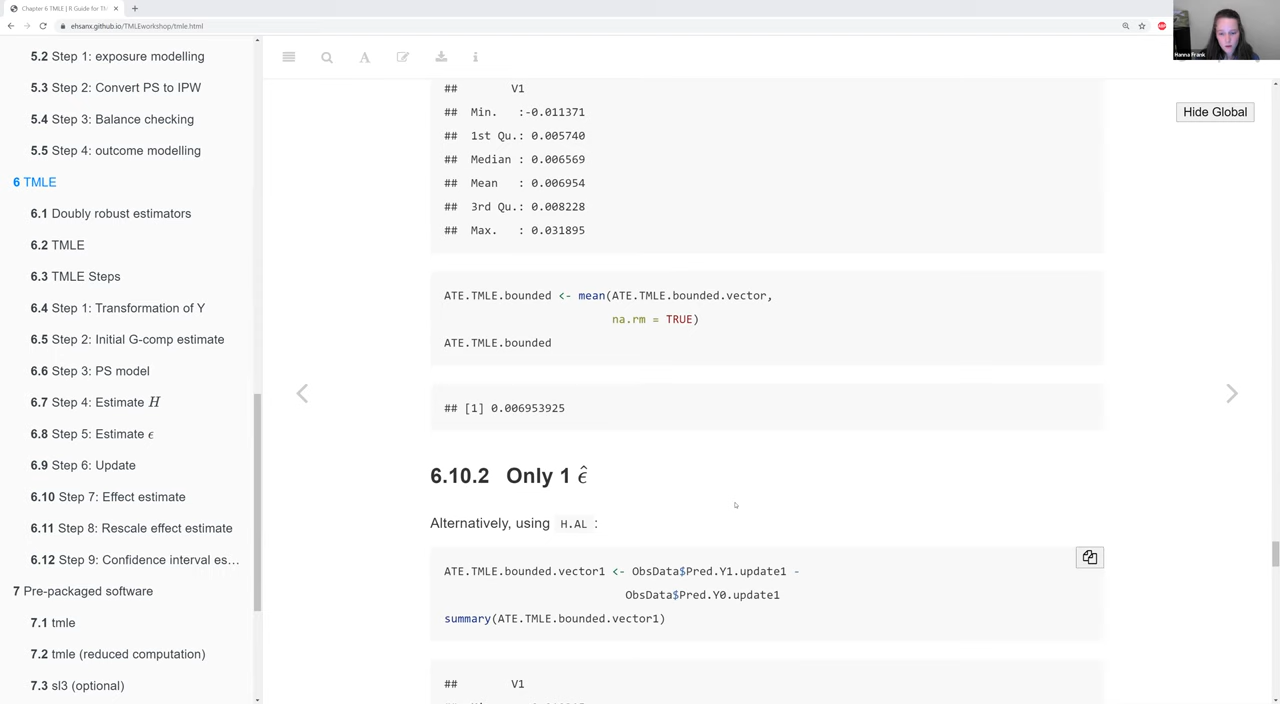 Chapter 6 TMLE | R Guide for TM
ehsanx.github.io/TMLEworkshop/tmle.html
Hanna Frank
5.2 Step 1: exposure modelling
5.3 Step 2: Convert PS to IPW
5.4 Step 3: Balance checking
5.5 Step 4: outcome modelling
6 TMLE
6.1 Doubly robust estimators
6.2 TMLE
6.3 TMLE Steps
6.4 Step 1: Transformation of Y
6.5 Step 2: Initial G-comp estimate
6.6 Step 3: PS model
6.7 Step 4: Estimate H
6.8 Step 5: Estimate ϵ
6.9 Step 6: Update
6.10 Step 7: Effect estimate
6.11 Step 8: Rescale effect estimate
6.12 Step 9: Confidence interval es...
7 Pre-packaged software
7.1 tmle
7.2 tmle (reduced computation)
7.3 sl3 (optional)
Hide Global
## V1
## Min. :-0.011371
## 1st Qu.: 0.005740
## Median : 0.006569
## Mean : 0.006954
## 3rd Qu.: 0.008228
## Max. : 0.031895
ATE.TMLE.bounded <- mean(ATE.TMLE.bounded.vector,
na.rm = TRUE)
ATE.TMLE.bounded
## [1] 0.006953925
6.10.2 Only 1 ϵ̂
Alternatively, using H.AL :
ATE.TMLE.bounded.vector1 <- ObsData$Pred.Y1.update1 -
ObsData$Pred.Y0.update1
summary(ATE.TMLE.bounded.vector1)
## V1